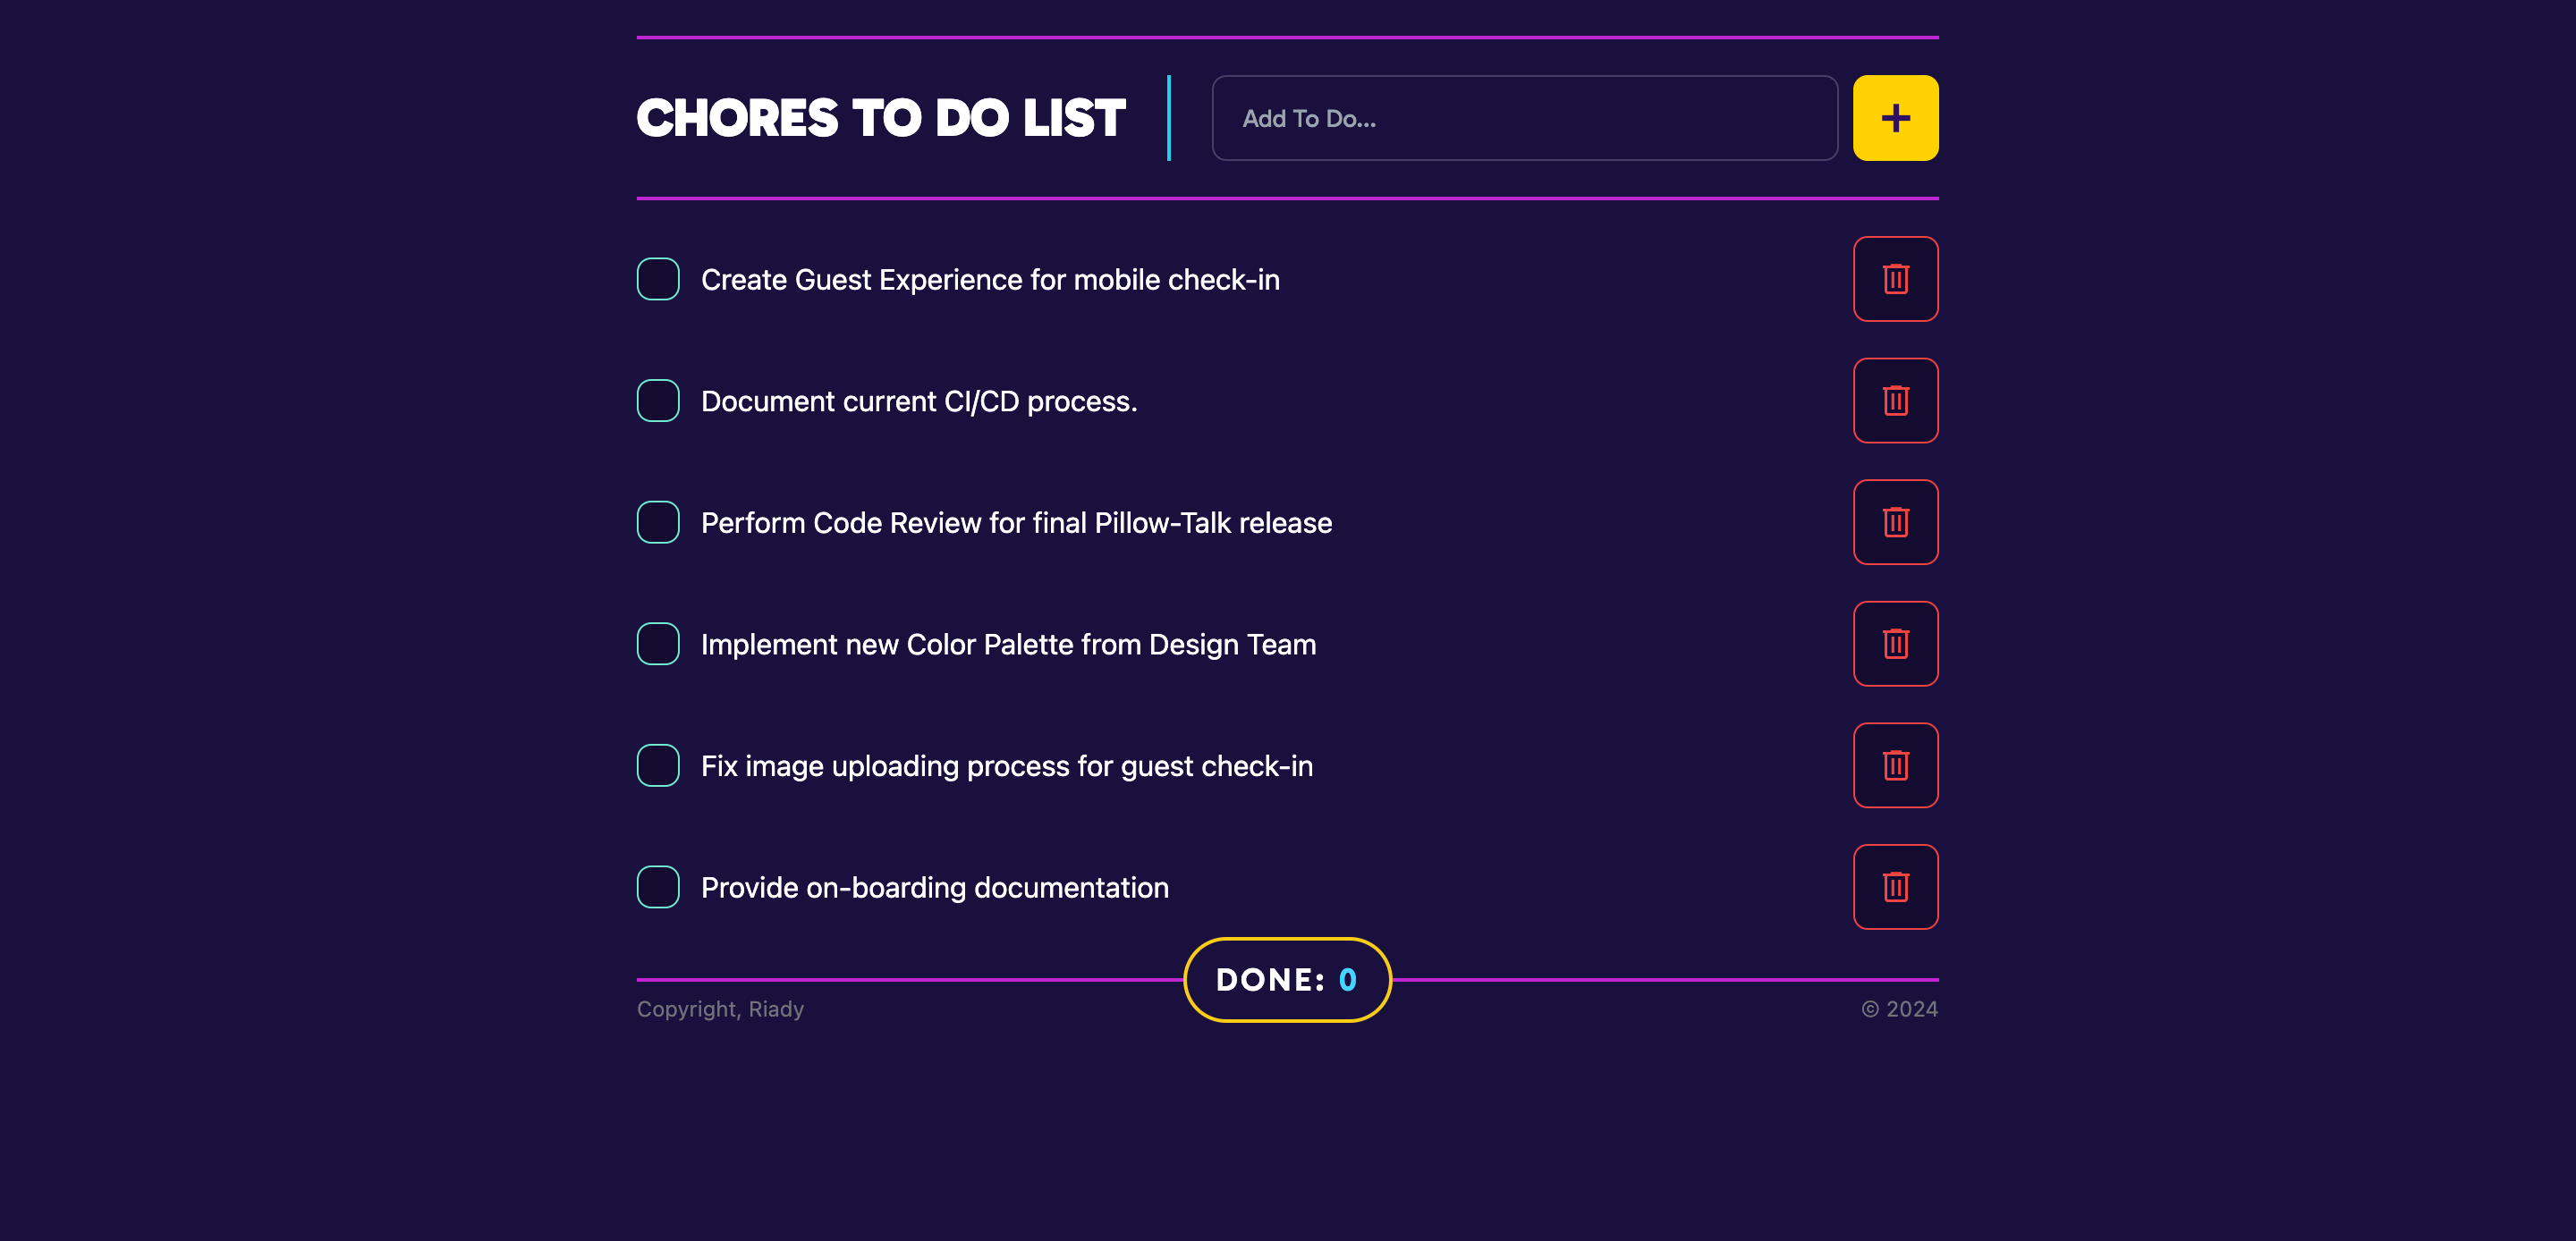 CHORES TO DO LIST
Add To Do...
Create Guest Experience for mobile check-in
Document current CI/CD process.
Perform Code Review for final Pillow-Talk release
Implement new Color Palette from Design Team
Fix image uploading process for guest check-in
Provide on-boarding documentation
DONE: 0
Copyright, Riady
© 2024